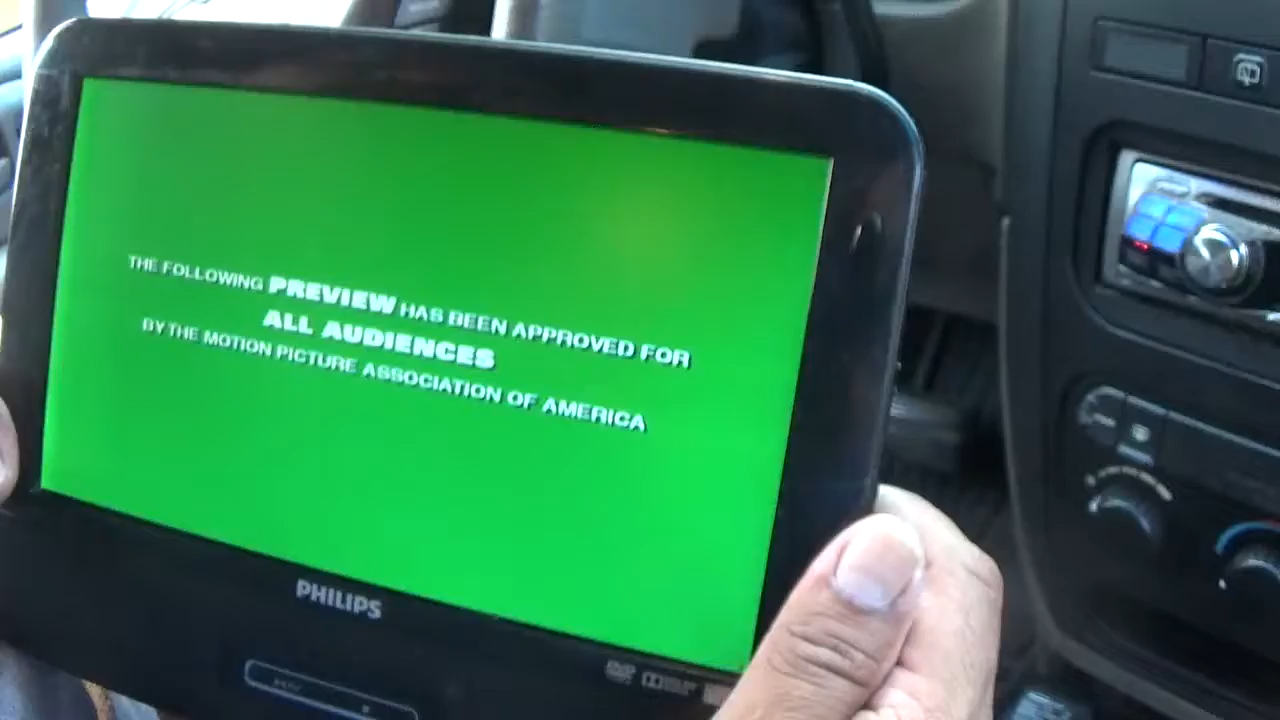 THE FOLLOWING PREVIEW HAS BEEN APPROVED FOR
ALL AUDIENCES
BY THE MOTION PICTURE ASSOCIATION OF AMERICA
PHILIPS